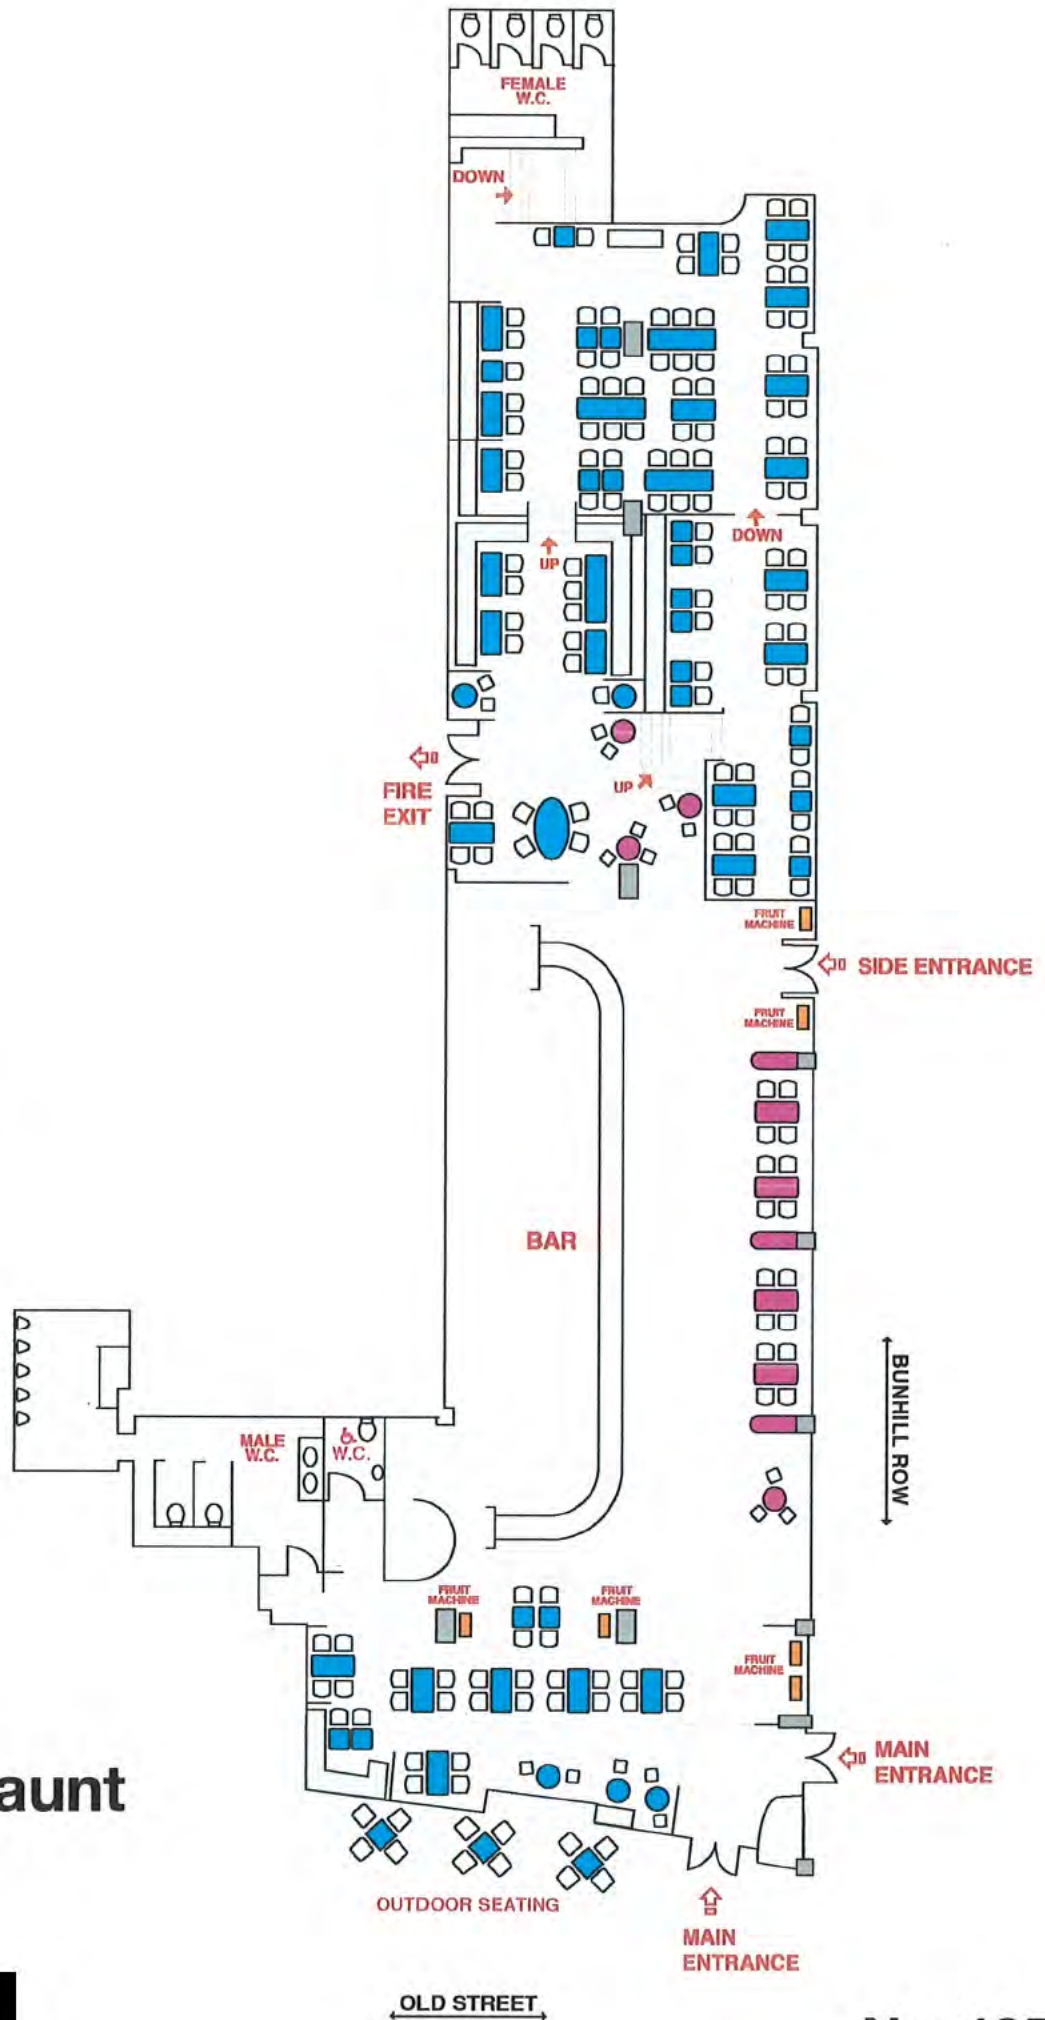 FEMALE
W.C.
DOWN
DOWN
UP
UP
FIRE
EXIT
FRUIT
MACHINE
SIDE ENTRANCE
FRUIT
MACHINE
BAR
BUNHILL ROW
MALE
W.C.
W.C.
FRUIT
MACHINE
FRUIT
MACHINE
FRUIT
MACHINE
MAIN
ENTRANCE
aunt
OUTDOOR SEATING
MAIN
ENTRANCE
OLD STREET